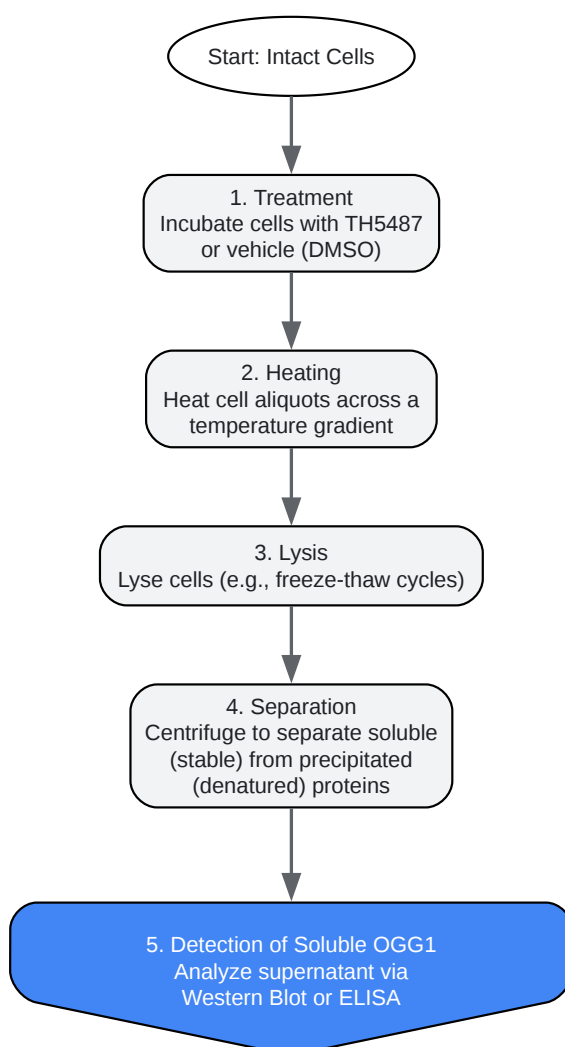 Start: Intact Cells
1. Treatment
Incubate cells with TH5487
or vehicle (DMSO)
2. Heating
Heat cell aliquots across a
temperature gradient
3. Lysis
Lyse cells (e.g., freeze-thaw cycles)
4. Separation
Centrifuge to separate soluble
(stable) from precipitated
(denatured) proteins
5. Detection of Soluble OGG1
Analyze supernatant via
Western Blot or ELISA